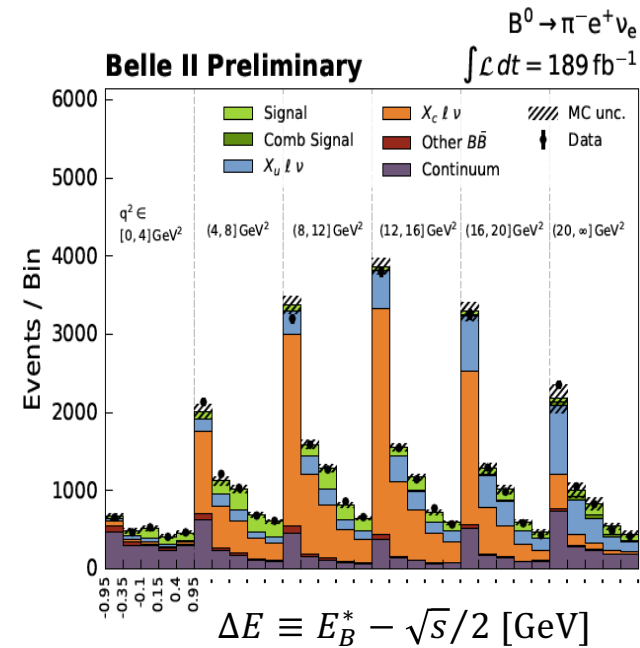 B⁰ → π⁻e⁺νₑ
Belle II Preliminary
∫ℒdt = 189 fb⁻¹
6000
5000
4000
3000
2000
1000
0
Events / Bin
Signal
Comb Signal
X_u ℓ ν
X_c ℓ ν
Other BB̄
Continuum
MC unc.
Data
q² ∈
[0, 4]GeV²
(4, 8]GeV²
(8, 12]GeV²
(12, 16]GeV²
(16, 20]GeV²
(20, ∞]GeV²
-0.95
-0.35
-0.1
0.15
0.4
0.95
ΔE ≡ E*_B − √s/2 [GeV]